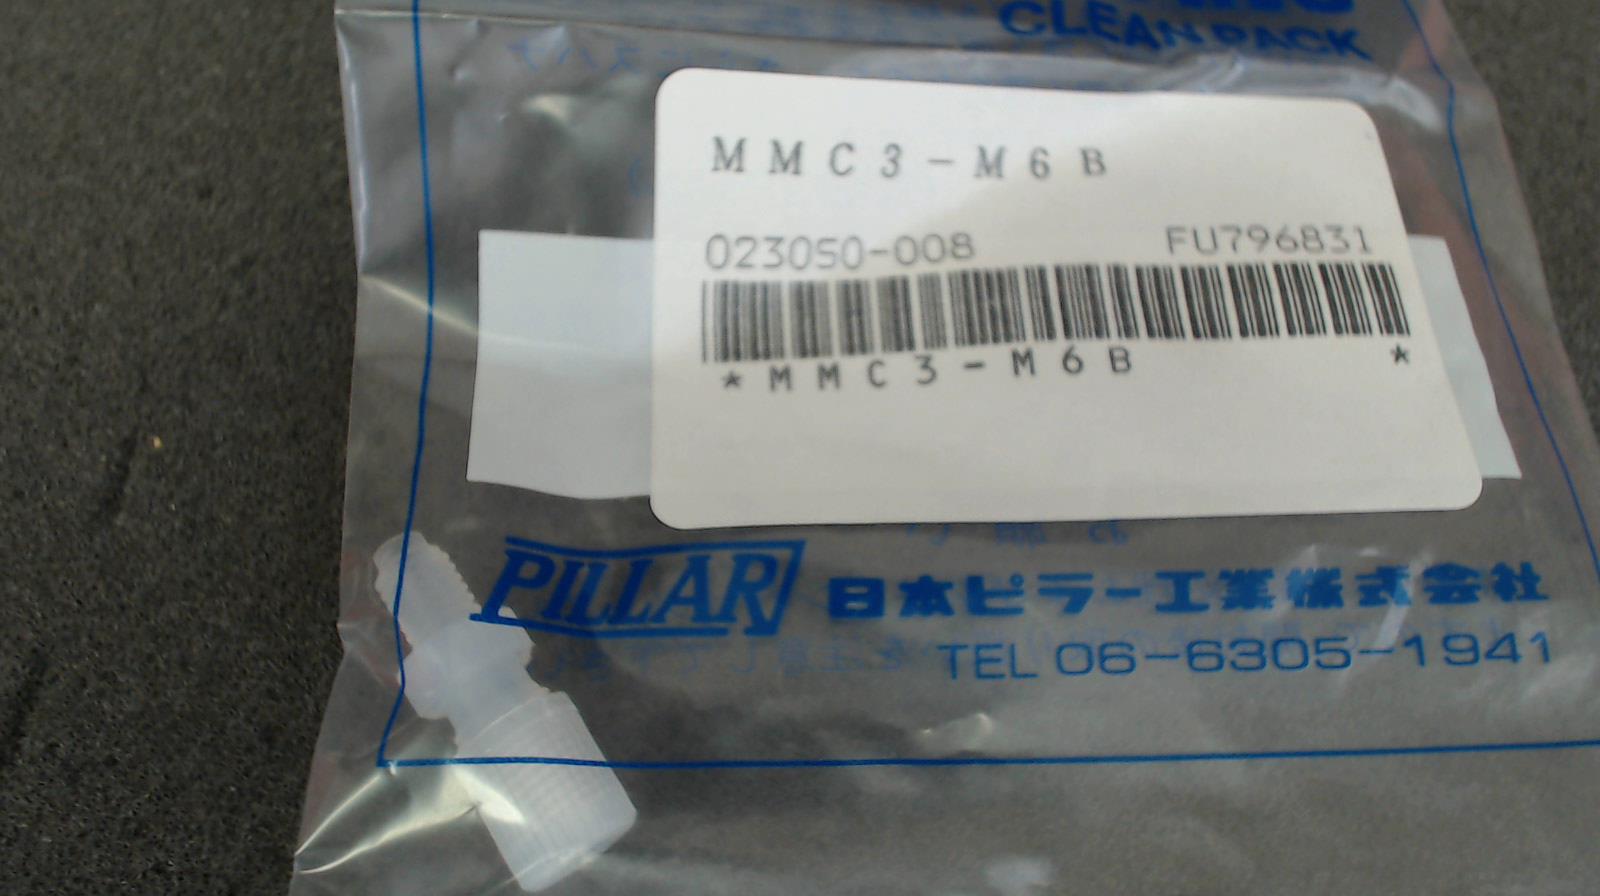 CLEAN PACK
MMC3-M6B
0230S0-008 FU796831
*MMC3-M6B *
PILLAR 日本ピラー工業株式会社
TEL 06-6305-1941